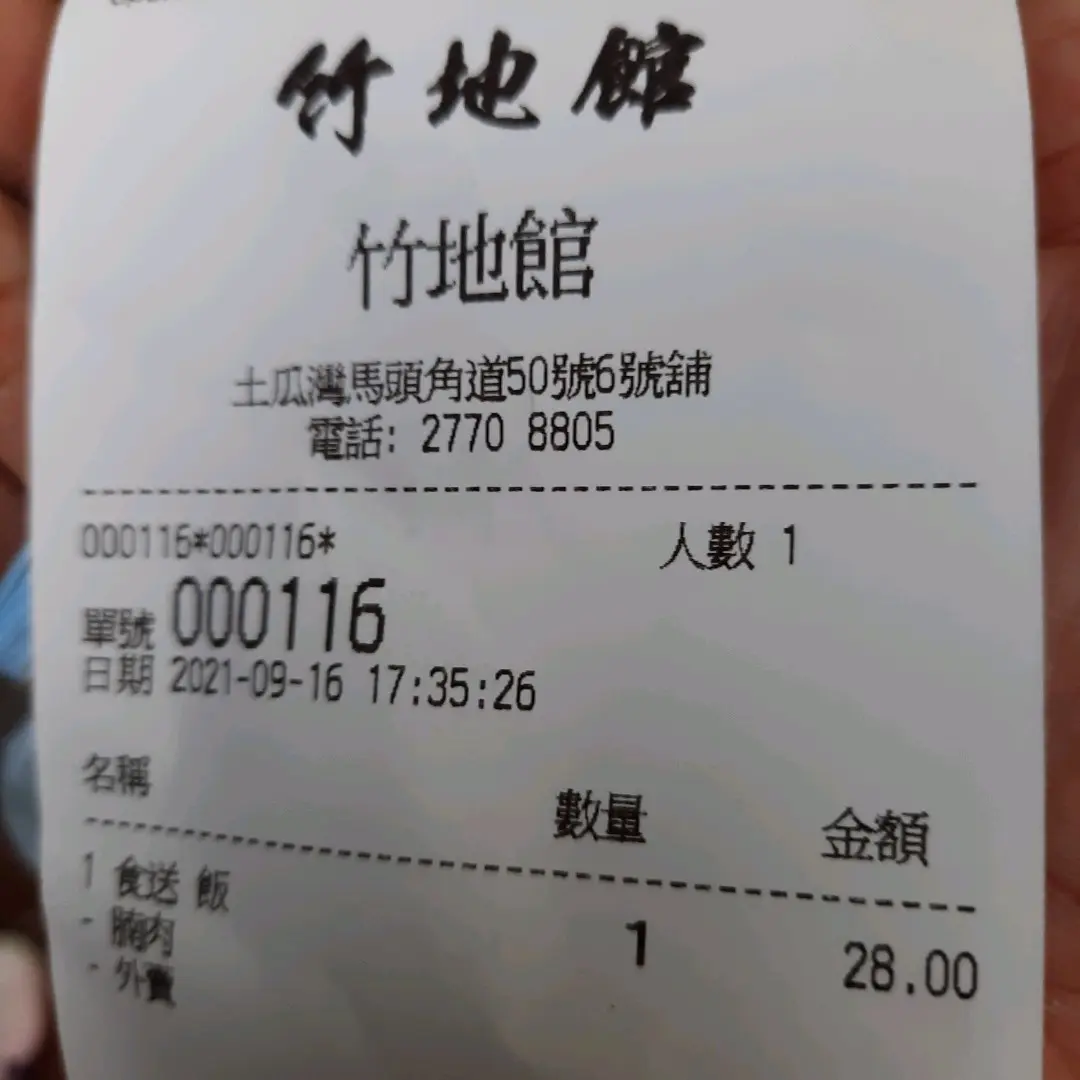 竹地館
竹地館
土瓜灣馬頭角道50號6號舖
電話: 2770 8805
000116*000116* 人數 1
單號 000116
日期 2021-09-16 17:35:26
名稱 數量 金額
1 食送 飯 1 28.00
- 腩肉
- 外賣